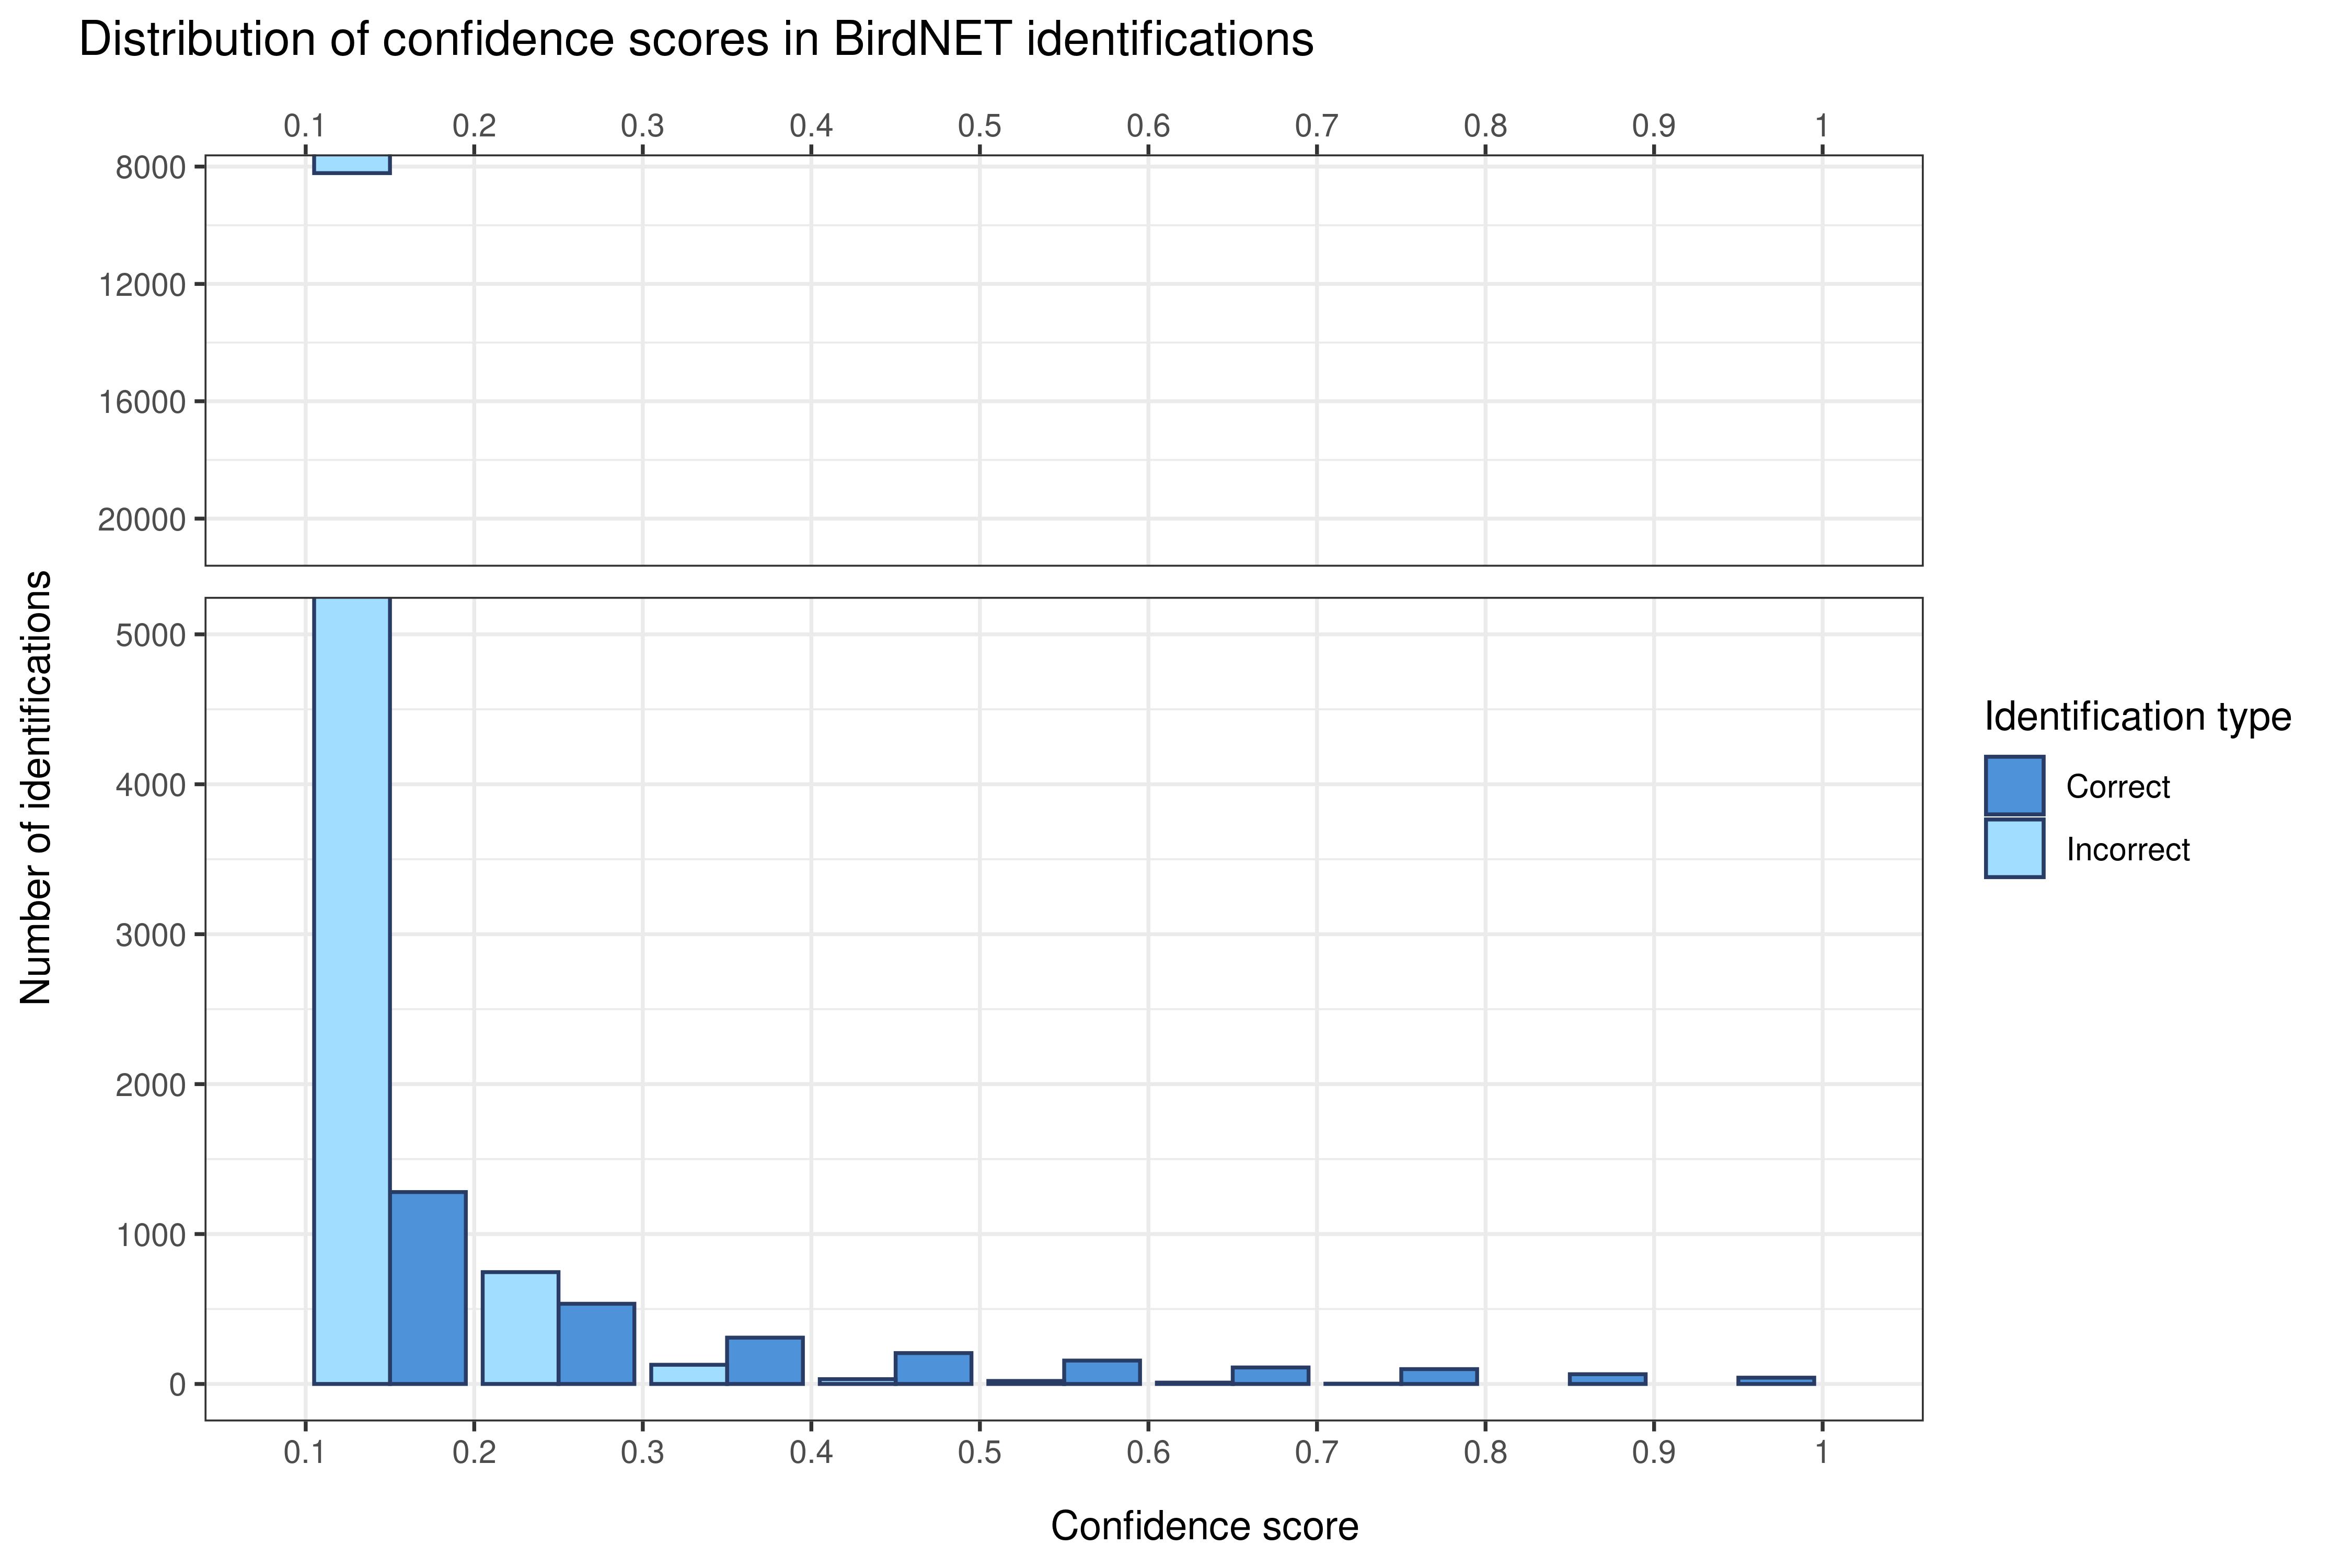 Distribution of confidence scores in BirdNET identifications
0.1 0.2 0.3 0.4 0.5 0.6 0.7 0.8 0.9 1
8000
12000
16000
20000
5000
4000
3000
2000
1000
0
Number of identifications
0.1 0.2 0.3 0.4 0.5 0.6 0.7 0.8 0.9 1
Confidence score
Identification type
Correct
Incorrect